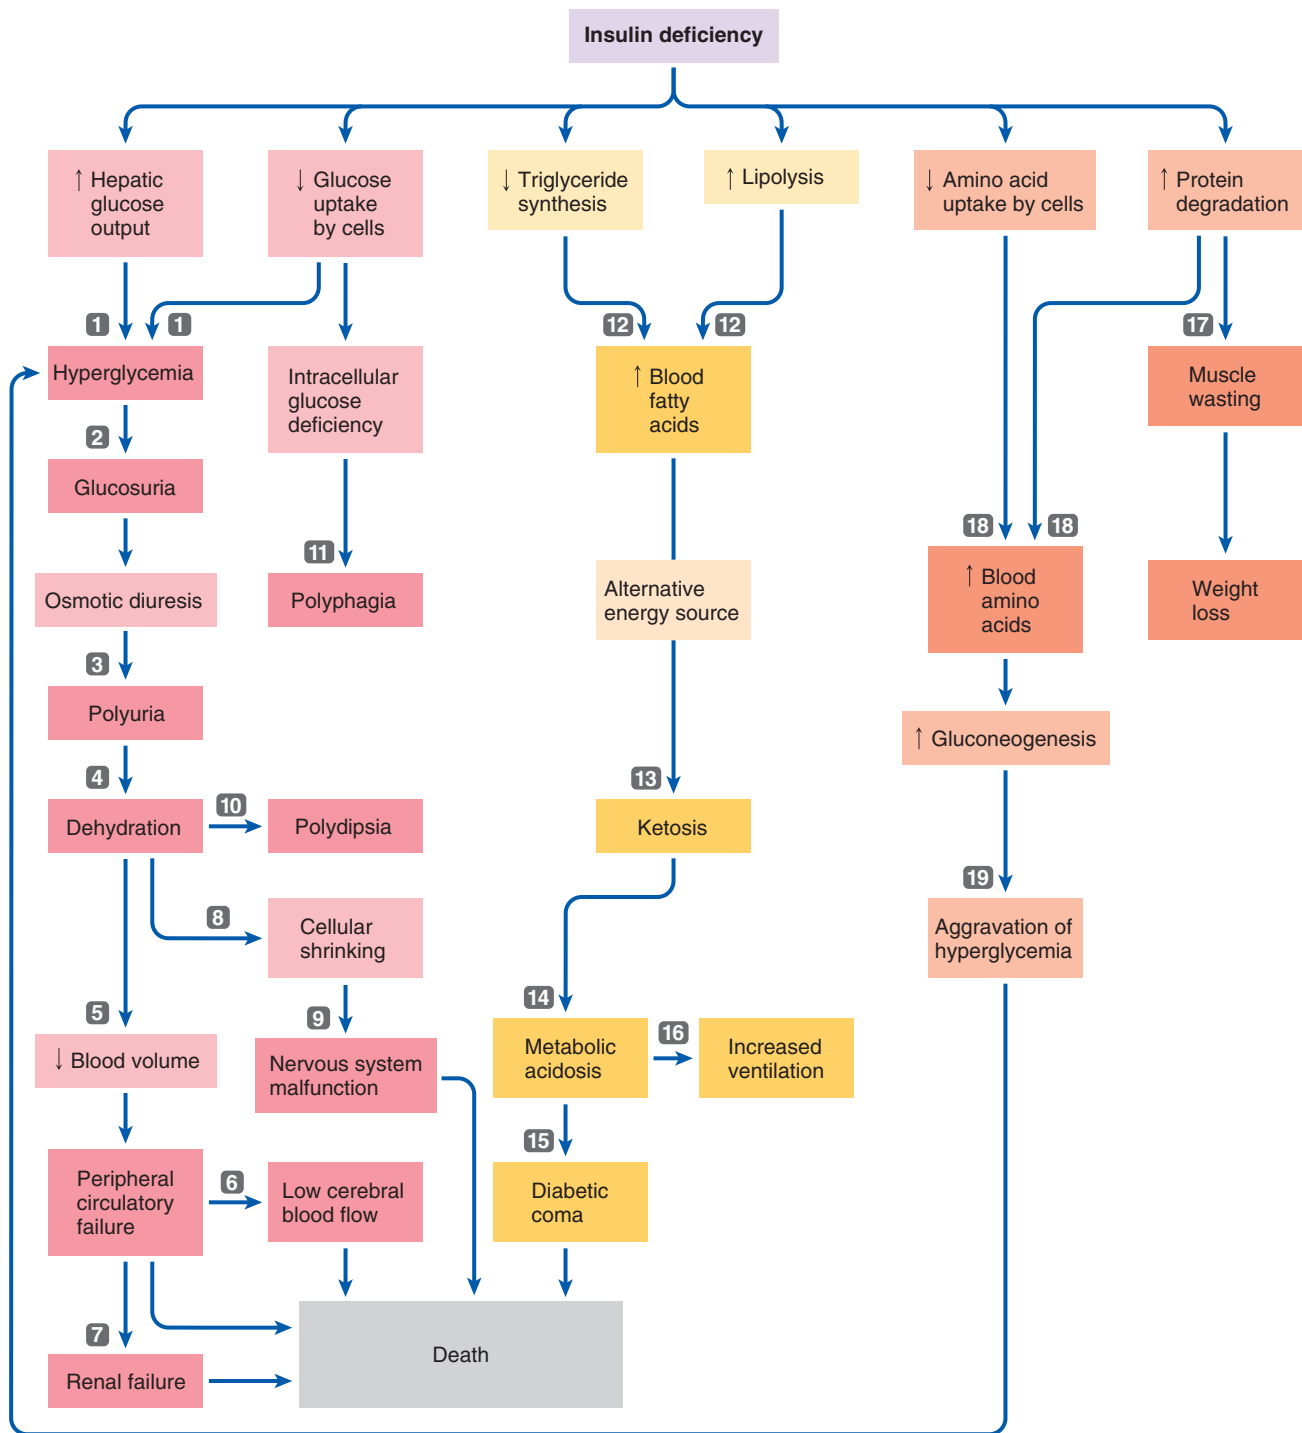 Insulin deficiency
↑ Hepatic
glucose
output
↓ Glucose
uptake
by cells
↓ Triglyceride
synthesis
↑ Lipolysis
↓ Amino acid
uptake by cells
↑ Protein
degradation
1
1
12
12
17
Hyperglycemia
Intracellular
glucose
deficiency
↑ Blood
fatty
acids
Muscle
wasting
2
Glucosuria
11
18
18
Osmotic diuresis
Polyphagia
Alternative
energy source
↑ Blood
amino
acids
Weight
loss
3
Polyuria
↑ Gluconeogenesis
4
10
13
Dehydration
Polydipsia
Ketosis
19
8
Cellular
shrinking
Aggravation of
hyperglycemia
5
9
14
16
↓ Blood volume
Nervous system
malfunction
Metabolic
acidosis
Increased
ventilation
15
Peripheral
circulatory
failure
6
Low cerebral
blood flow
Diabetic
coma
7
Renal failure
Death